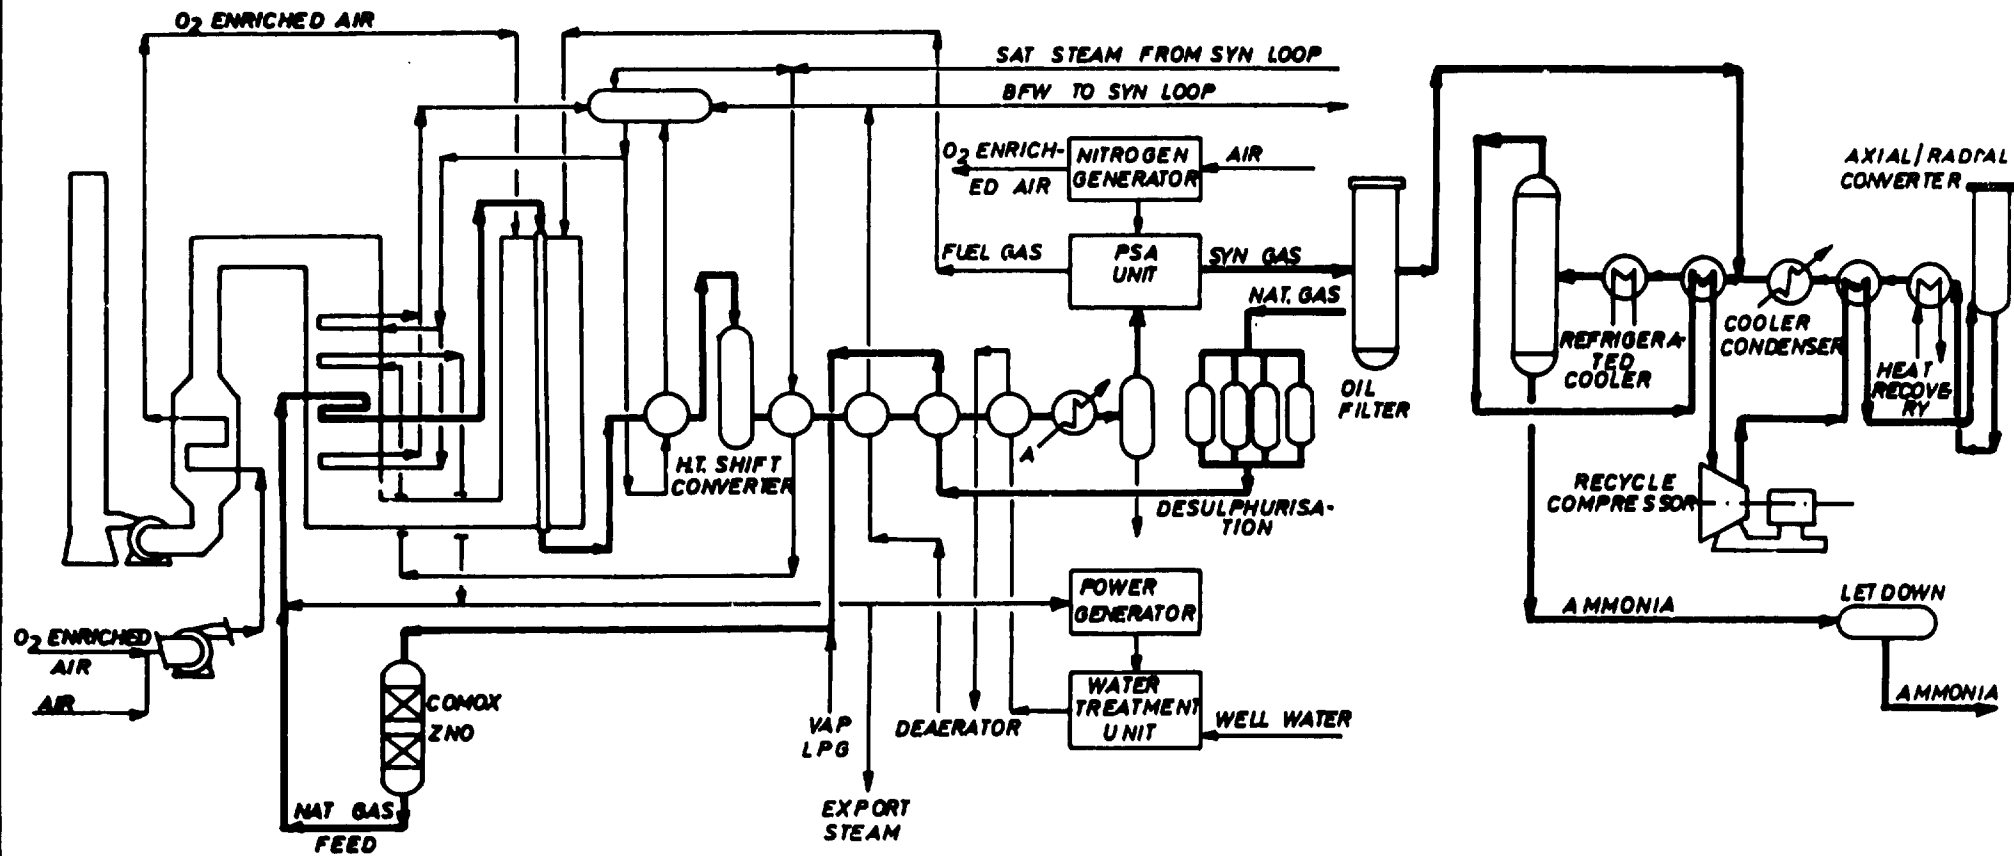 O2 ENRICHED AIR
SAT STEAM FROM SYN LOOP
BFW TO SYN LOOP
O2 ENRICH-
ED AIR
NITROGEN
GENERATOR
AIR
AXIAL/RADIAL
CONVERTER
FUEL GAS
PSA
UNIT
SYN GAS
NAT. GAS
COOLER
CONDENSER
REFRIGERA-
TED
COOLER
HEAT
RECOVE-
RY
OIL
FILTER
A
H.T. SHIFT
CONVERTER
DESULPHURISA-
TION
RECYCLE
COMPRESSOR
POWER
GENERATOR
LET DOWN
AMMONIA
O2 ENRICHED
AIR
AIR
COMOX
ZNO
WATER
TREATMENT
UNIT
WELL WATER
VAP
LPG
DEAERATOR
AMMONIA
NAT GAS
FEED
EXPORT
STEAM